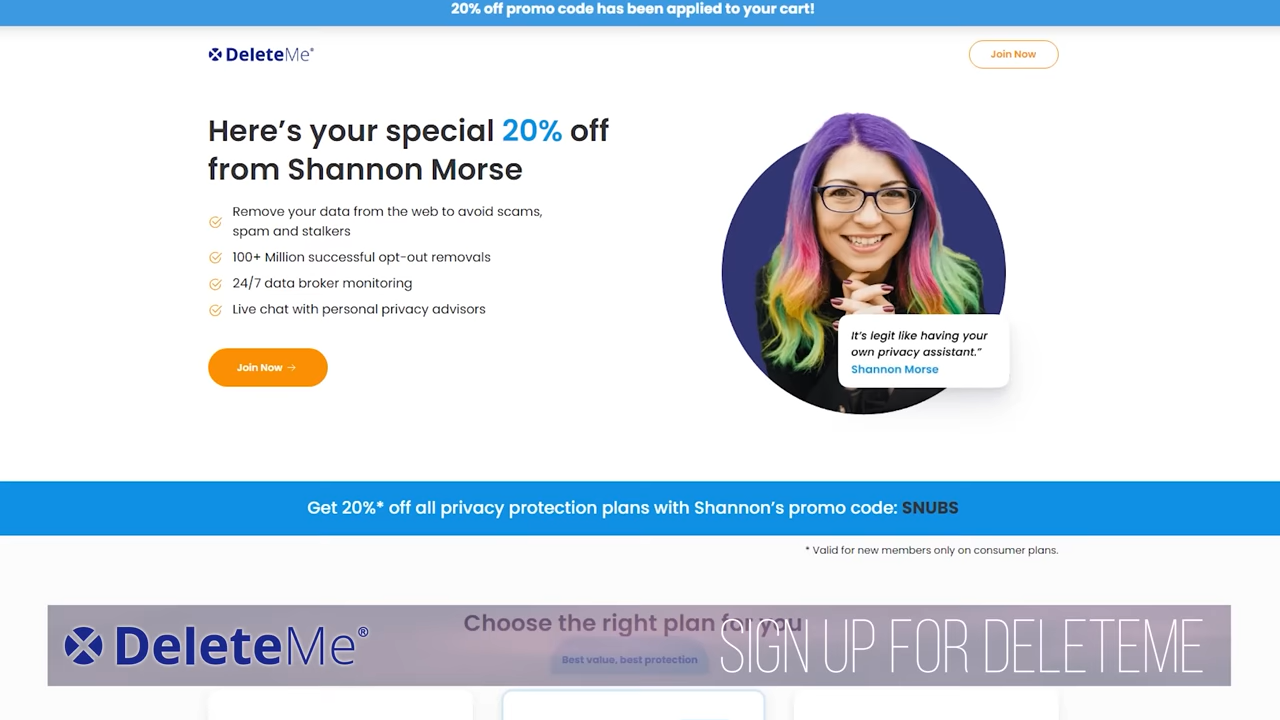 20% off promo code has been applied to your cart!
DeleteMe®
Join Now
Here's your special 20% off
from Shannon Morse
Remove your data from the web to avoid scams,
spam and stalkers
100+ Million successful opt-out removals
24/7 data broker monitoring
Live chat with personal privacy advisors
Join Now →
It's legit like having your
own privacy assistant.”
Shannon Morse
Get 20%* off all privacy protection plans with Shannon's promo code: SNUBS
* Valid for new members only on consumer plans.
Choose the right plan for you
Best value, best protection
DeleteMe®
SIGN UP FOR DELETEME